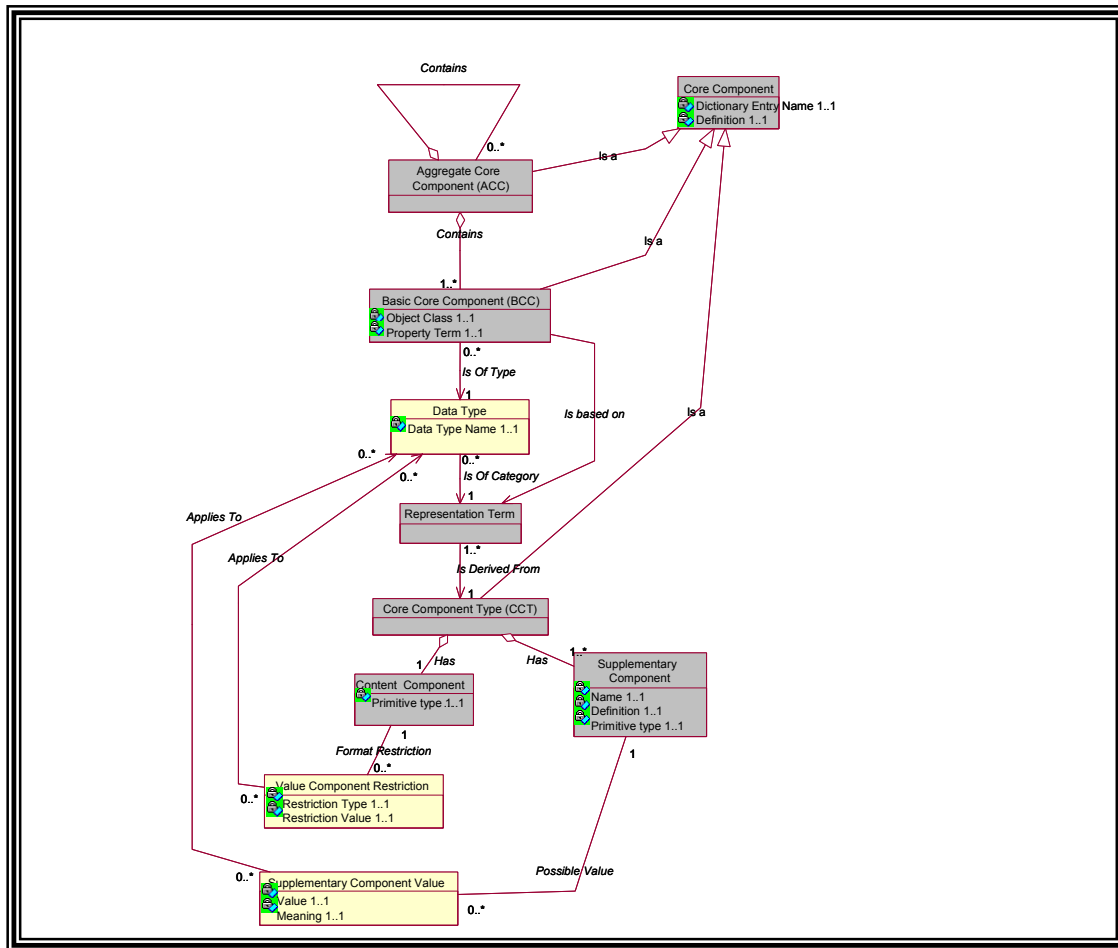 Contains
Core Component
Dictionary Entry Name 1..1
Definition 1..1
0..*
Is a
Aggregate Core
Component (ACC)
Contains
Is a
1..*
Basic Core Component (BCC)
Object Class 1..1
Property Term 1..1
0..*
Is Of Type
1
Data Type
Data Type Name 1..1
Is based on
Is a
0..*
0..*
0..*
Is Of Category
1
Representation Term
Applies To
1..*
Applies To
Is Derived From
1
Core Component Type (CCT)
1
Has
Has
1..*
Supplementary
Component
Name 1..1
Definition 1..1
Primitive type 1..1
Content Component
Primitive type 1..1
1
1
Format Restriction
0..*
Value Component Restriction
Restriction Type 1..1
Restriction Value 1..1
0..*
Possible Value
0..*
Supplementary Component Value
Value 1..1
Meaning 1..1
0..*